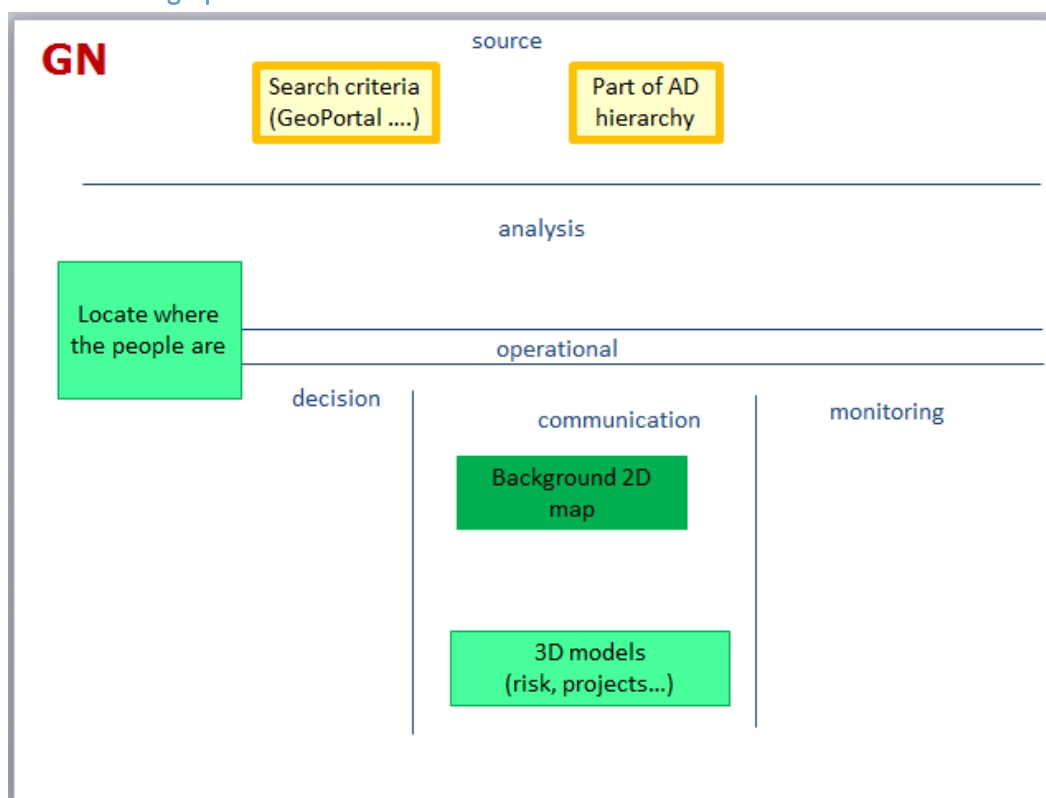 GN
source
Search criteria
(GeoPortal ....)
Part of AD
hierarchy
analysis
Locate where
the people are
operational
decision
communication
monitoring
Background 2D
map
3D models
(risk, projects...)